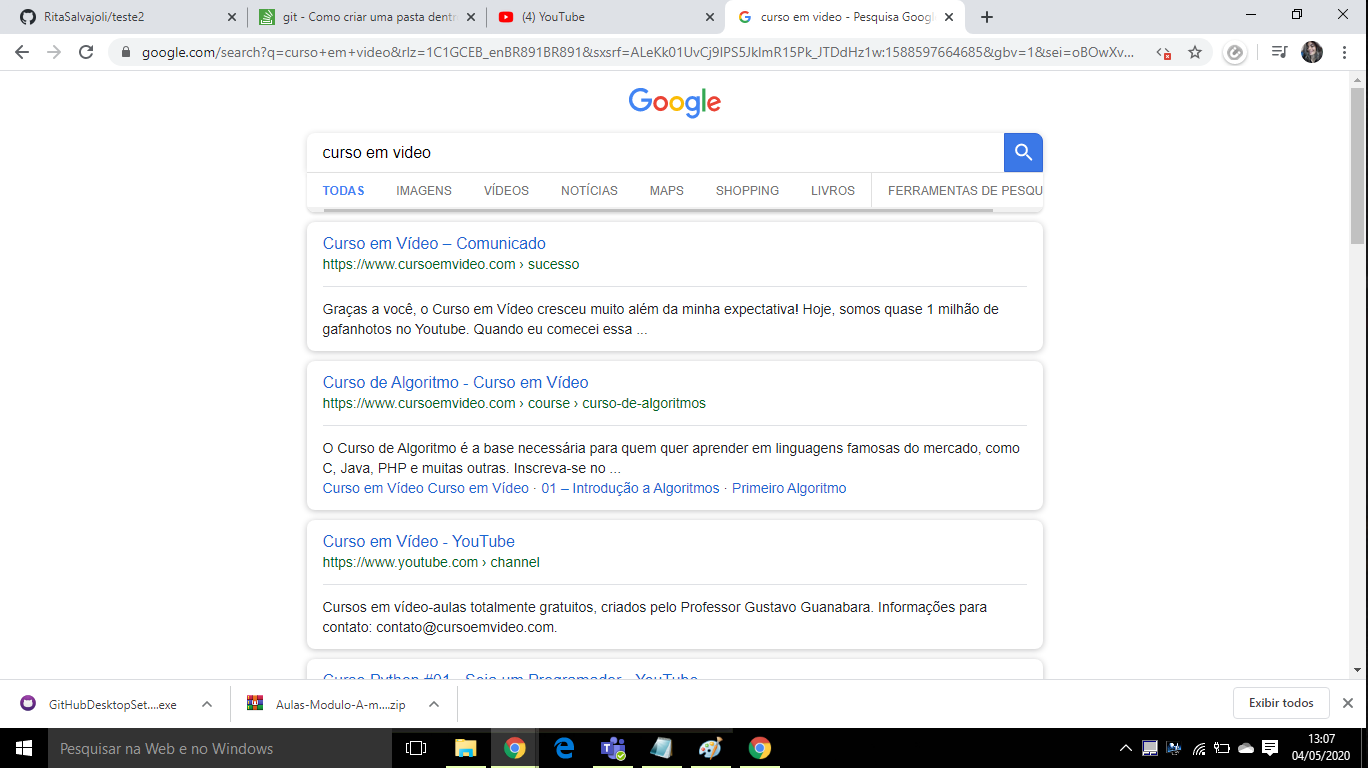 RitaSalvajoli/teste2
git - Como criar uma pasta dentr
(4) YouTube
curso em video - Pesquisa Googl
google.com/search?q=curso+em+video&rlz=1C1GCEB_enBR891BR891&sxsrf=ALeKk01UvCj9IPS5JkImR15Pk_JTDdHz1w:1588597664685&gbv=1&sei=oBOwXv...
Google
curso em video
TODAS IMAGENS VÍDEOS NOTÍCIAS MAPS SHOPPING LIVROS FERRAMENTAS DE PESQU
Curso em Vídeo – Comunicado
https://www.cursoemvideo.com › sucesso
Graças a você, o Curso em Vídeo cresceu muito além da minha expectativa! Hoje, somos quase 1 milhão de
gafanhotos no Youtube. Quando eu comecei essa ...
Curso de Algoritmo - Curso em Vídeo
https://www.cursoemvideo.com › course › curso-de-algoritmos
O Curso de Algoritmo é a base necessária para quem quer aprender em linguagens famosas do mercado, como
C, Java, PHP e muitas outras. Inscreva-se no ...
Curso em Vídeo Curso em Vídeo · 01 – Introdução a Algoritmos · Primeiro Algoritmo
Curso em Vídeo - YouTube
https://www.youtube.com › channel
Cursos em vídeo-aulas totalmente gratuitos, criados pelo Professor Gustavo Guanabara. Informações para
contato: contato@cursoemvideo.com.
Curso Python #01 - Seja um Programador - YouTube
GitHubDesktopSet....exe
Aulas-Modulo-A-m....zip
Exibir todos
Pesquisar na Web e no Windows
13:07
04/05/2020